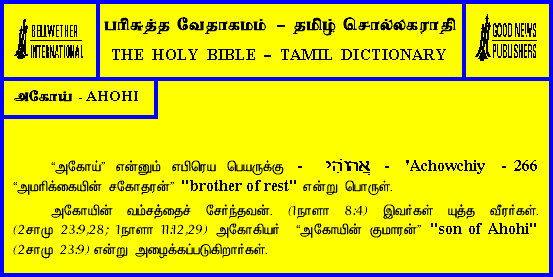 BELLWETHER
INTERNATIONAL
பரிசுத்த வேதாகமம் – தமிழ் சொல்லகராதி
THE HOLY BIBLE – TAMIL DICTIONARY
GOOD NEWS
PUBLISHERS
அகோய் - AHOHI
“அகோய்” என்னும் எபிரெய பெயருக்கு - אֲחוֹחִי - 'Achowchiy - 266
“அமரிக்கையின் சகோதரன்” "brother of rest" என்று பொருள்.
அகோயின் வம்சத்தைச் சேர்ந்தவன். (1நாளா 8:4) இவர்கள் யுத்த வீரர்கள்.
(2சாமு 23:9,28; 1நாளா 11:12,29) அகோகியர் “அகோயின் குமாரன்” "son of Ahohi"
(2சாமு 23:9) என்று அழைக்கப்படுகிறார்கள்.